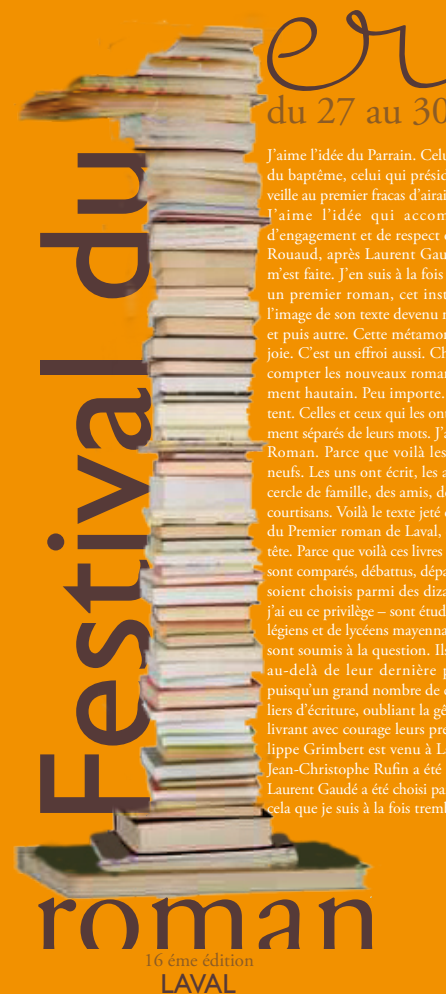 er
du 27 au 30
Festival du
J'aime l'idée du Parrain. Celu
du baptême, celui qui présid
veille au premier fracas d'airai
J'aime l'idée qui accom
d'engagement et de respect
Rouaud, après Laurent Gau
m'est faite. J'en suis à la fois
un premier roman, cet inst
l'image de son texte devenu
et puis autre. Cette métamor
joie. C'est un effroi aussi. Ch
compter les nouveaux roman
ment hautain. Peu importe.
tent. Celles et ceux qui les on
ment séparés de leurs mots. J'a
Roman. Parce que voilà les
neufs. Les uns ont écrit, les a
cercle de famille, des amis, d
courtisans. Voilà le texte jeté
du Premier roman de Laval,
tête. Parce que voilà ces livres
sont comparés, débattus, dépa
soient choisis parmi des diza
j'ai eu ce privilège – sont étud
légiens et de lycéens mayenna
sont soumis à la question. Ils
au-delà de leur dernière p
puisqu'un grand nombre de
liers d'écriture, oubliant la gê
livrant avec courage leurs pre
lippe Grimbert est venu à L
Jean-Christophe Rufin a été
Laurent Gaudé a été choisi pa
cela que je suis à la fois tremb
roman
16 éme édition
LAVAL